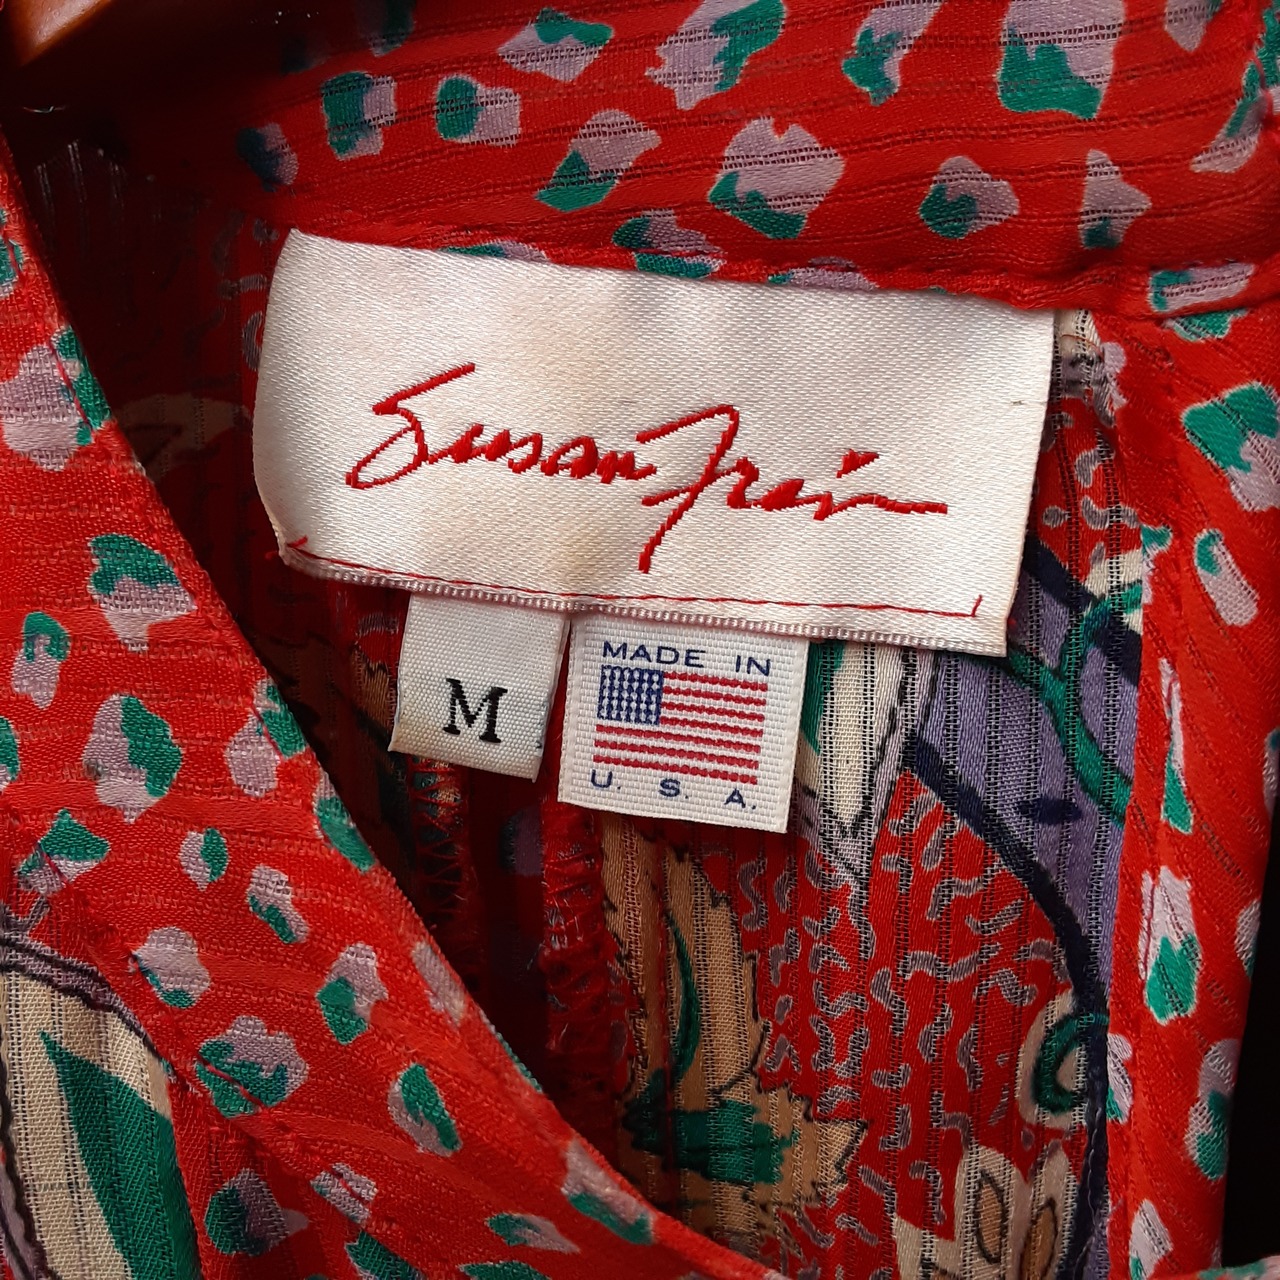 Susan Freis
M
MADE IN
U. S. A.